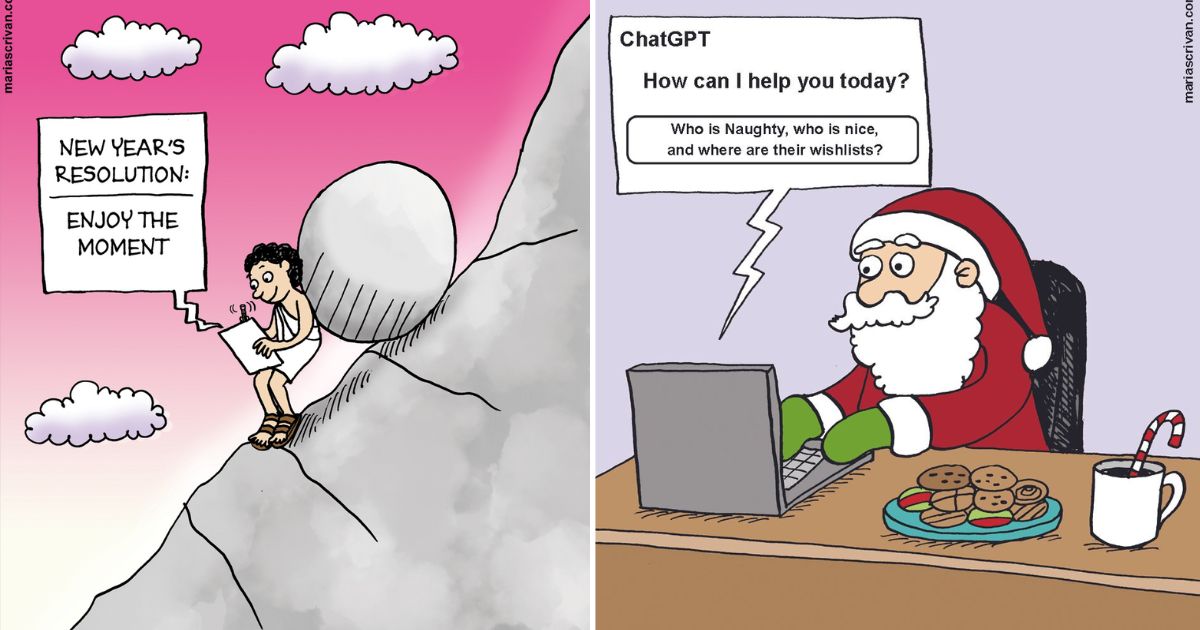 mariascrivan.com
NEW YEAR'S
RESOLUTION:
ENJOY THE
MOMENT
ChatGPT
How can I help you today?
Who is Naughty, who is nice,
and where are their wishlists?
mariascrivan.co